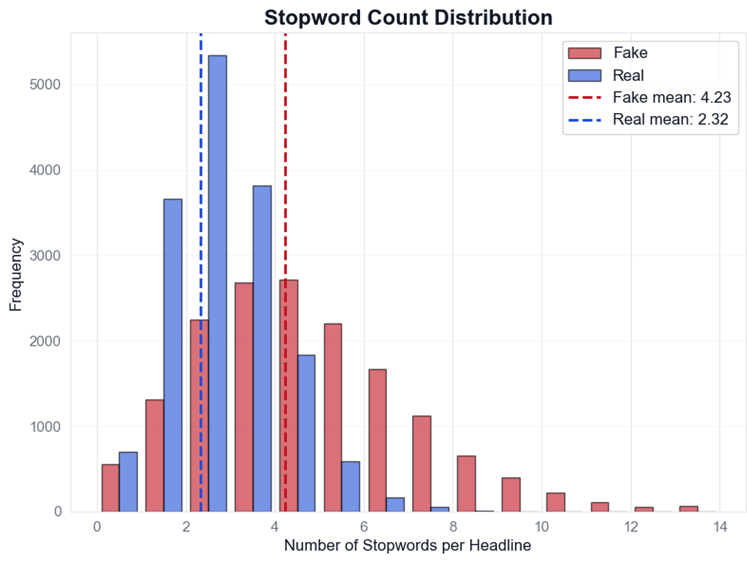 Stopword Count Distribution
Fake
Real
Fake mean: 4.23
Real mean: 2.32
5000
4000
3000
2000
1000
0
Frequency
0 2 4 6 8 10 12 14
Number of Stopwords per Headline